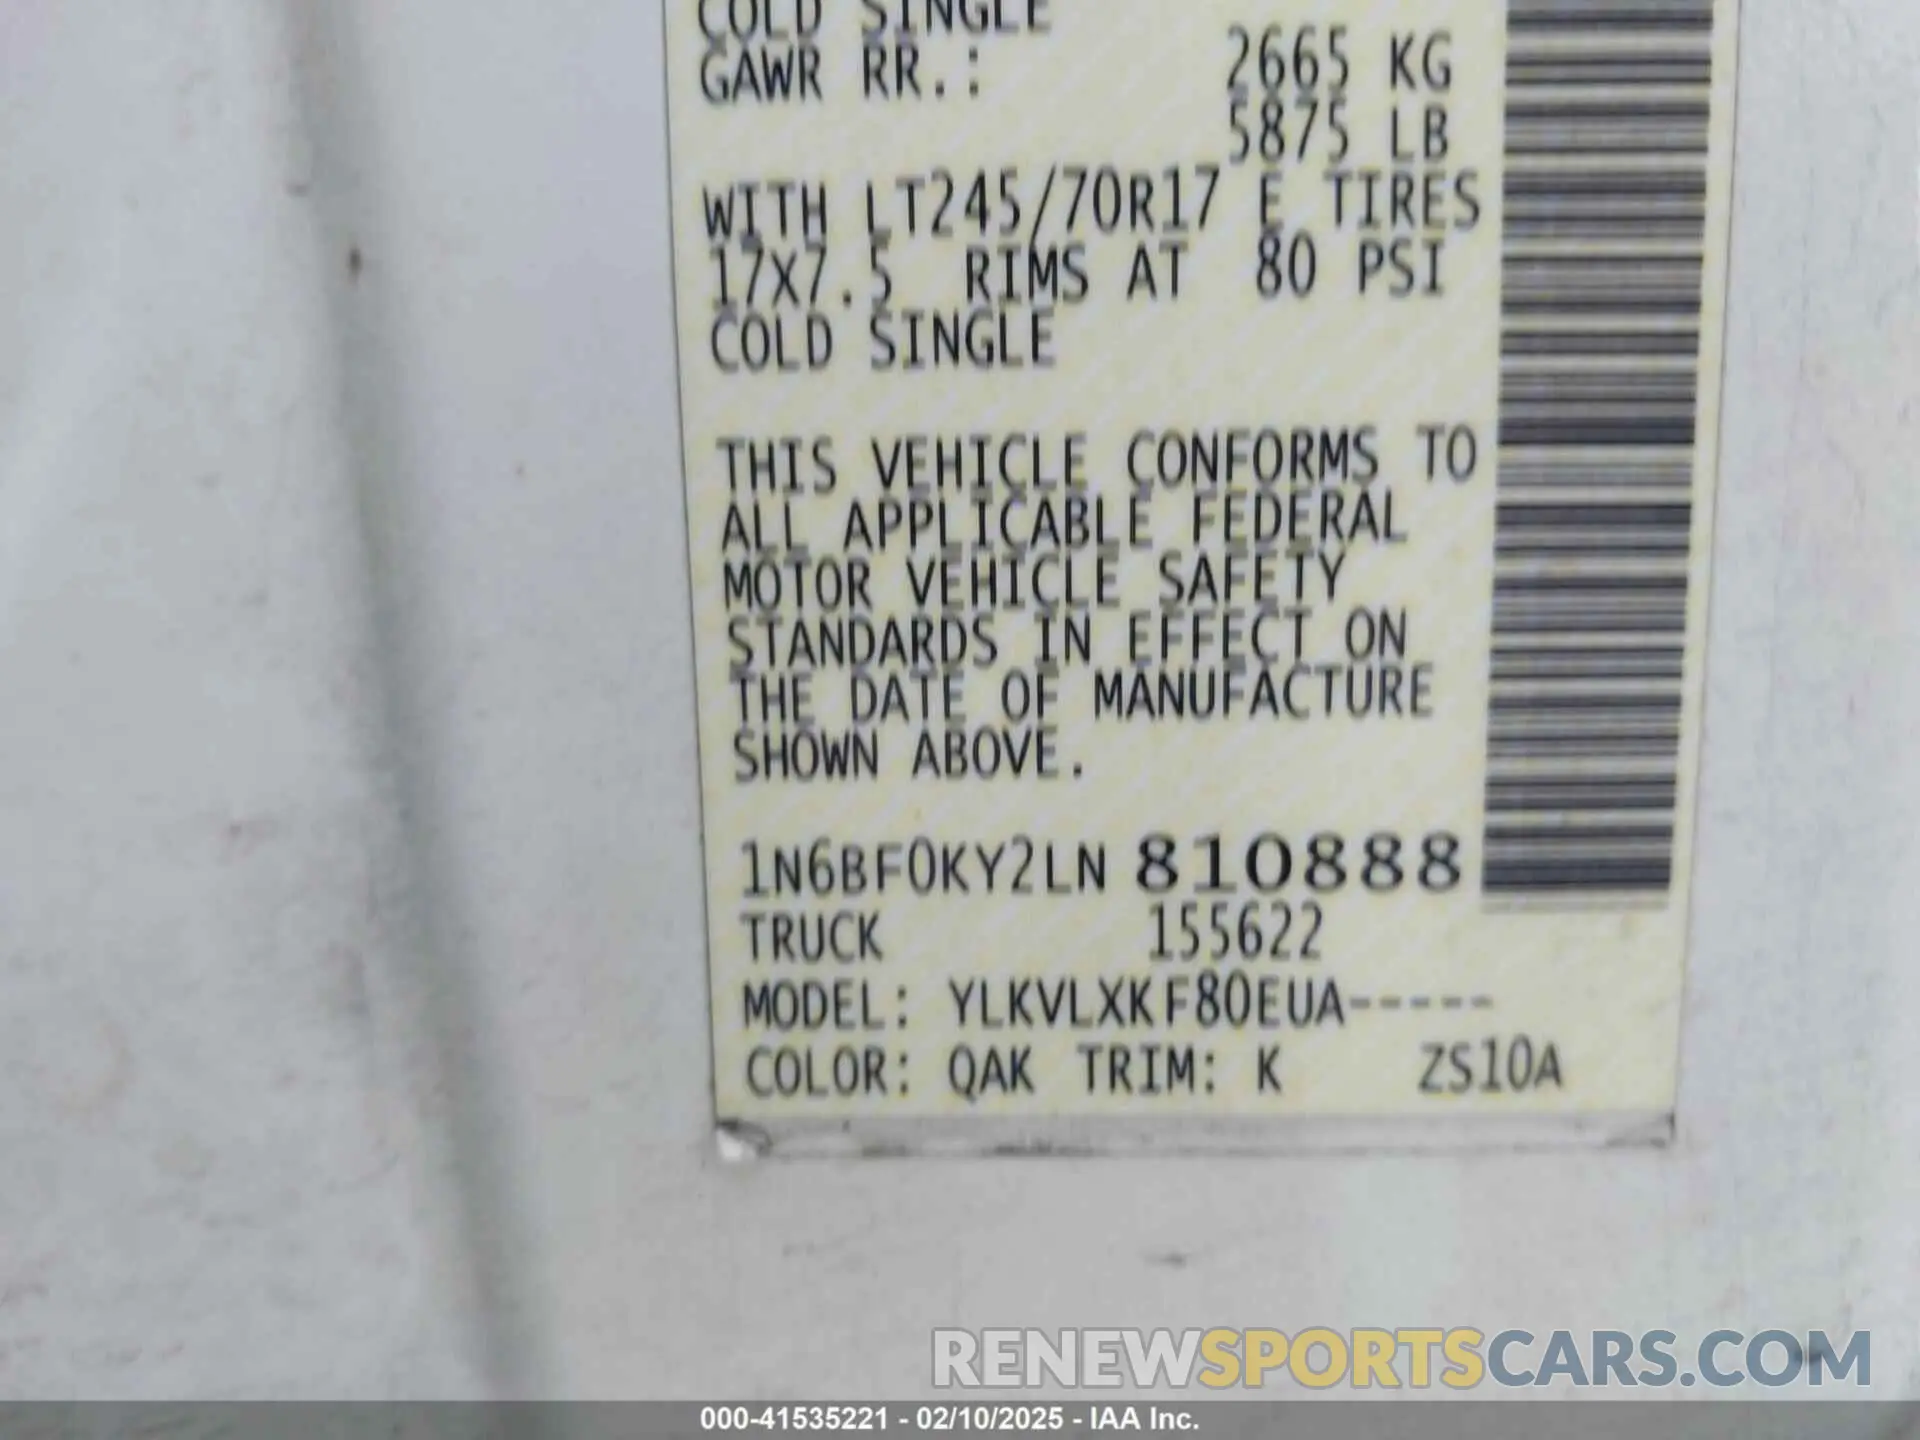 COLD SINGLE
GAWR RR.: 2665 KG
5875 LB
WITH LT245/70R17 E TIRES
17X7.5 RIMS AT 80 PSI
COLD SINGLE
THIS VEHICLE CONFORMS TO
ALL APPLICABLE FEDERAL
MOTOR VEHICLE SAFETY
STANDARDS IN EFFECT ON
THE DATE OF MANUFACTURE
SHOWN ABOVE.
1N6BF0KY2LN 810888
TRUCK 155622
MODEL: YLKVLXKF80EUA-----
COLOR: QAK TRIM: K ZS10A
RENEWSPORTSCARS.COM
000-41535221 - 02/10/2025 - IAA Inc.